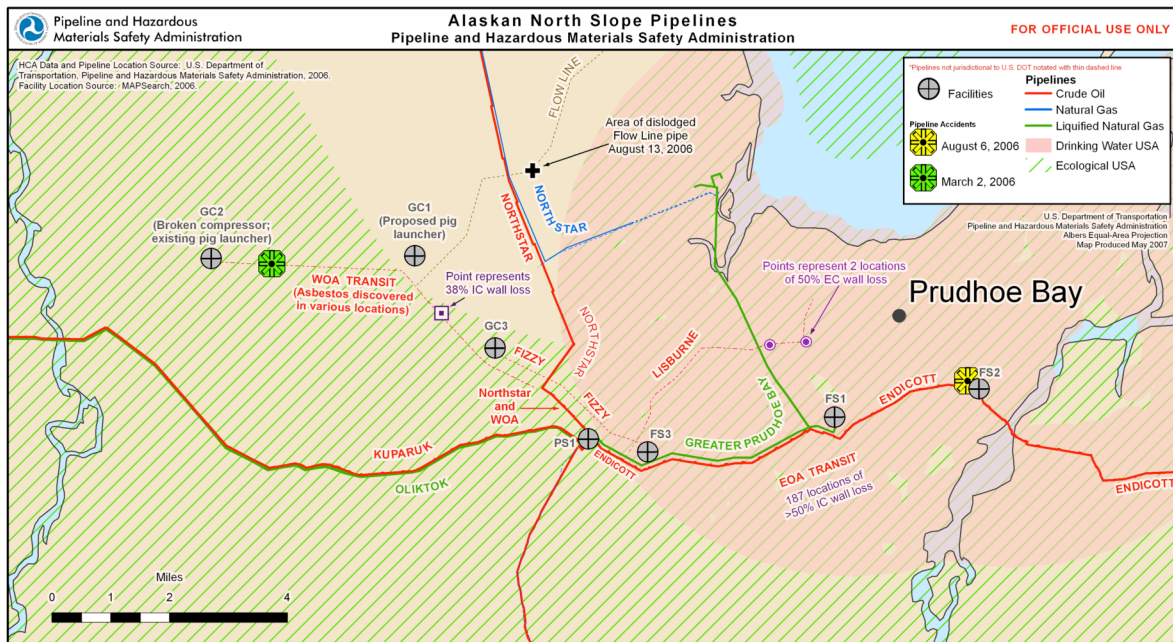 Pipeline and Hazardous
Materials Safety Administration
Alaskan North Slope Pipelines
Pipeline and Hazardous Materials Safety Administration
FOR OFFICIAL USE ONLY
HCA Data and Pipeline Location Source: U.S. Department of
Transportation, Pipeline and Hazardous Materials Safety Administration, 2006.
Facility Location Source: MAPSearch, 2006.
*Pipelines not jurisdictional to U.S. DOT notated with thin dashed line
Facilities
Pipeline Accidents
August 6, 2006
March 2, 2006
Pipelines
Crude Oil
Natural Gas
Liquified Natural Gas
Drinking Water USA
Ecological USA
U.S. Department of Transportation
Pipeline and Hazardous Materials Safety Administration
Albers Equal-Area Projection
Map Produced May 2007
FLOW LINE
Area of dislodged
Flow Line pipe
August 13, 2006
NORTHSTAR
NORTHSTAR
GC2
(Broken compressor;
existing pig launcher)
GC1
(Proposed pig
launcher)
WOA TRANSIT
(Asbestos discovered
in various locations)
Point represents
38% IC wall loss
Points represent 2 locations
of 50% EC wall loss
Prudhoe Bay
NORTHSTAR
GC3
FIZZY
LISBURNE
FIZZY
Northstar
and
WOA
GREATER PRUDHOE BAY
ENDICOTT
FS2
FS1
PS1
FS3
ENDICOTT
KUPARUK
OLIKTOK
EOA TRANSIT
187 locations of
>50% IC wall loss
ENDICOTT
Miles
0 1 2 4